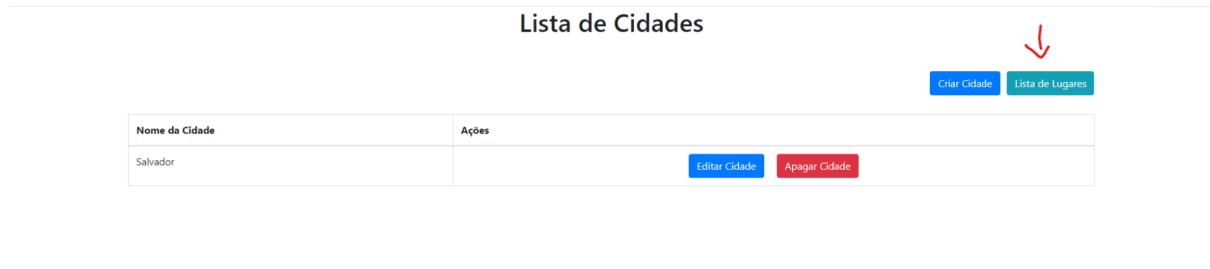 Lista de Cidades
Criar Cidade Lista de Lugares
Nome da Cidade Ações
Salvador Editar Cidade Apagar Cidade